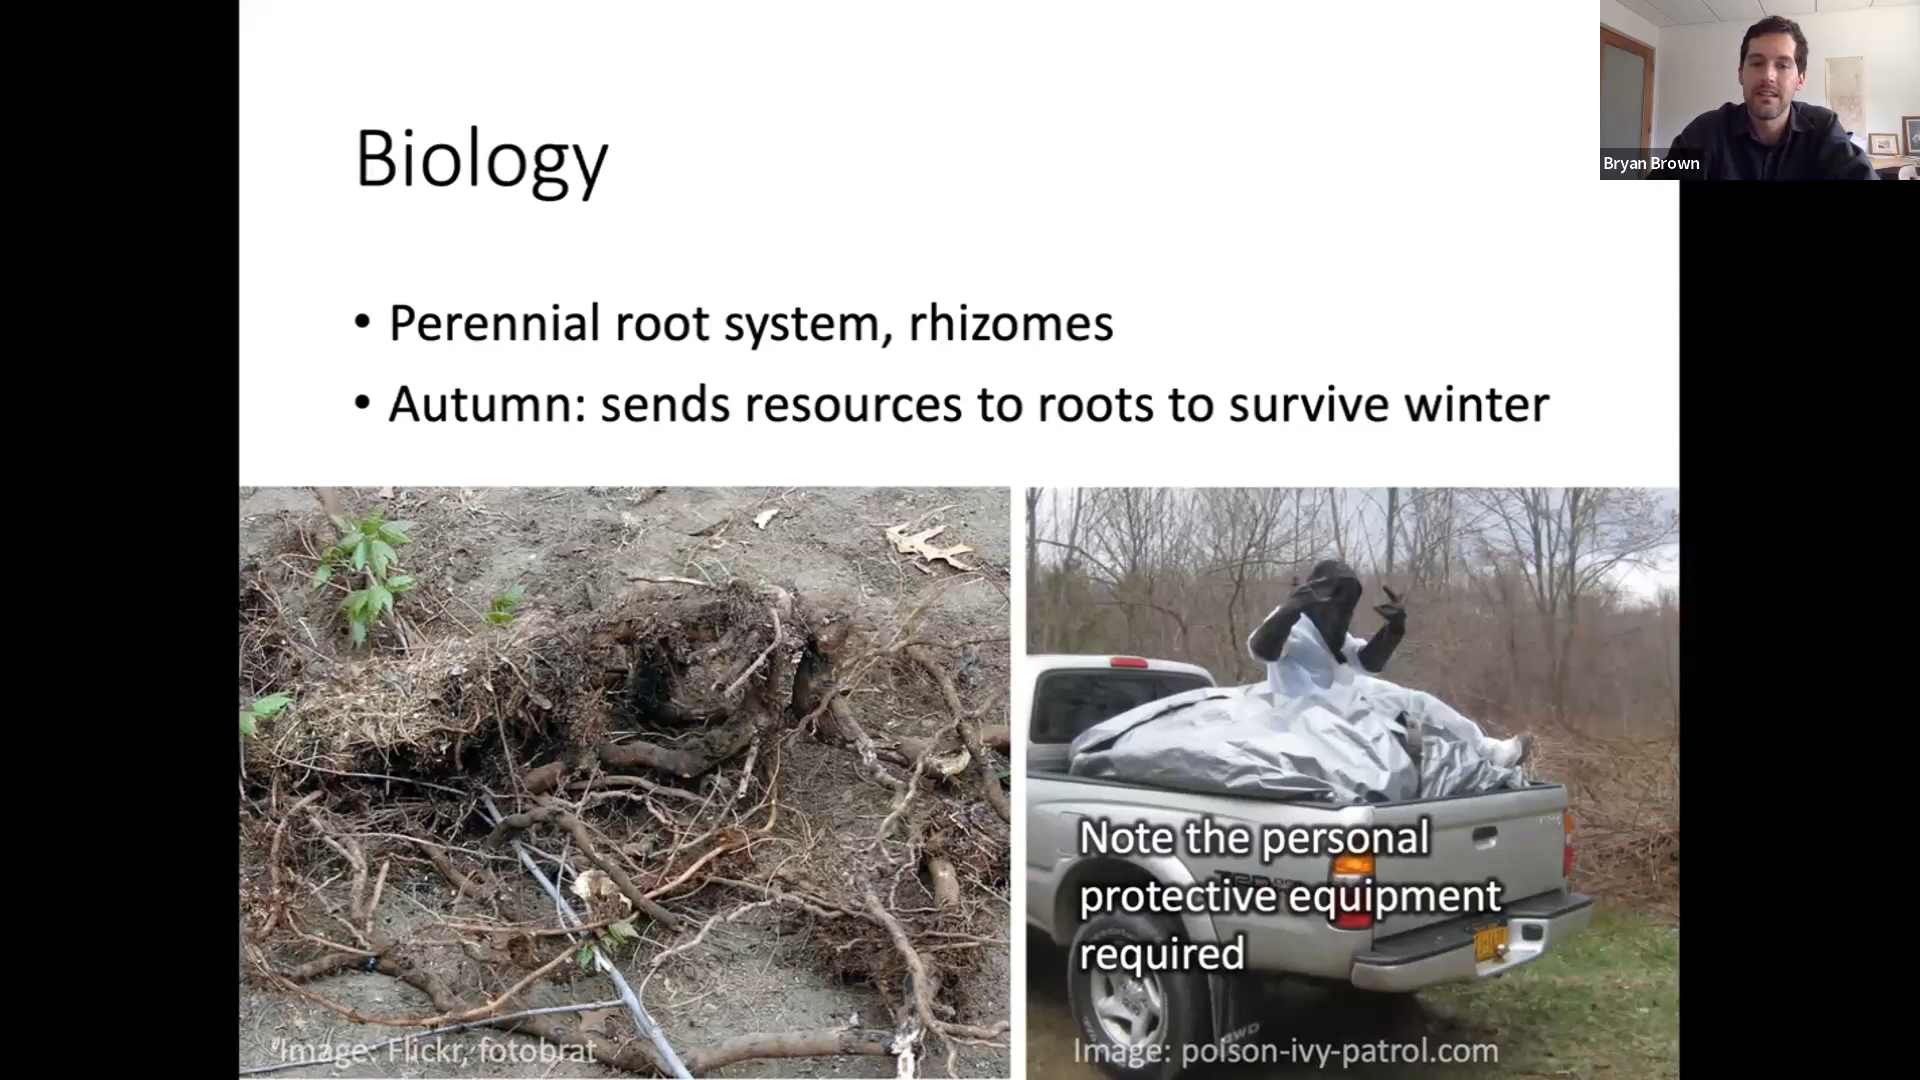 Biology
Bryan Brown
• Perennial root system, rhizomes
• Autumn: sends resources to roots to survive winter
Note the personal
protective equipment
required
Image: Flickr, fotobrat
Image: poison-ivy-patrol.com
4WD